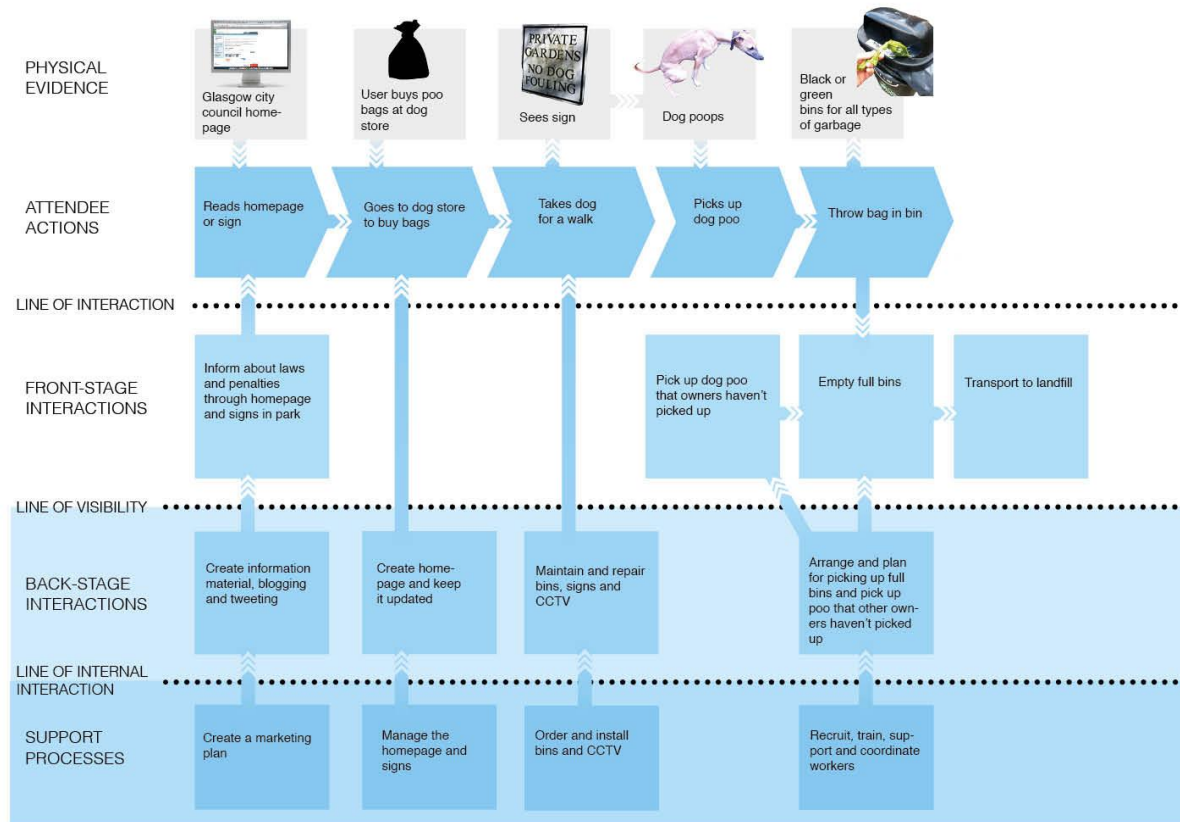 PHYSICAL
EVIDENCE
Glasgow city
council home-
page
User buys poo
bags at dog
store
PRIVATE
GARDENS
NO DOG
FOULING
Sees sign
Dog poops
Black or
green
bins for all types
of garbage
ATTENDEE
ACTIONS
Reads homepage
or sign
Goes to dog store
to buy bags
Takes dog
for a walk
Picks up
dog poo
Throw bag in bin
LINE OF INTERACTION
FRONT-STAGE
INTERACTIONS
Inform about laws
and penalties
through homepage
and signs in park
Pick up dog poo
that owners haven't
picked up
Empty full bins
Transport to landfill
LINE OF VISIBILITY
BACK-STAGE
INTERACTIONS
Create information
material, blogging
and tweeting
Create home-
page and keep
it updated
Maintain and repair
bins, signs and
CCTV
Arrange and plan
for picking up full
bins and pick up
poo that other own-
ers haven't picked
up
LINE OF INTERNAL
INTERACTION
SUPPORT
PROCESSES
Create a marketing
plan
Manage the
homepage and
signs
Order and install
bins and CCTV
Recruit, train, sup-
port and coordinate
workers